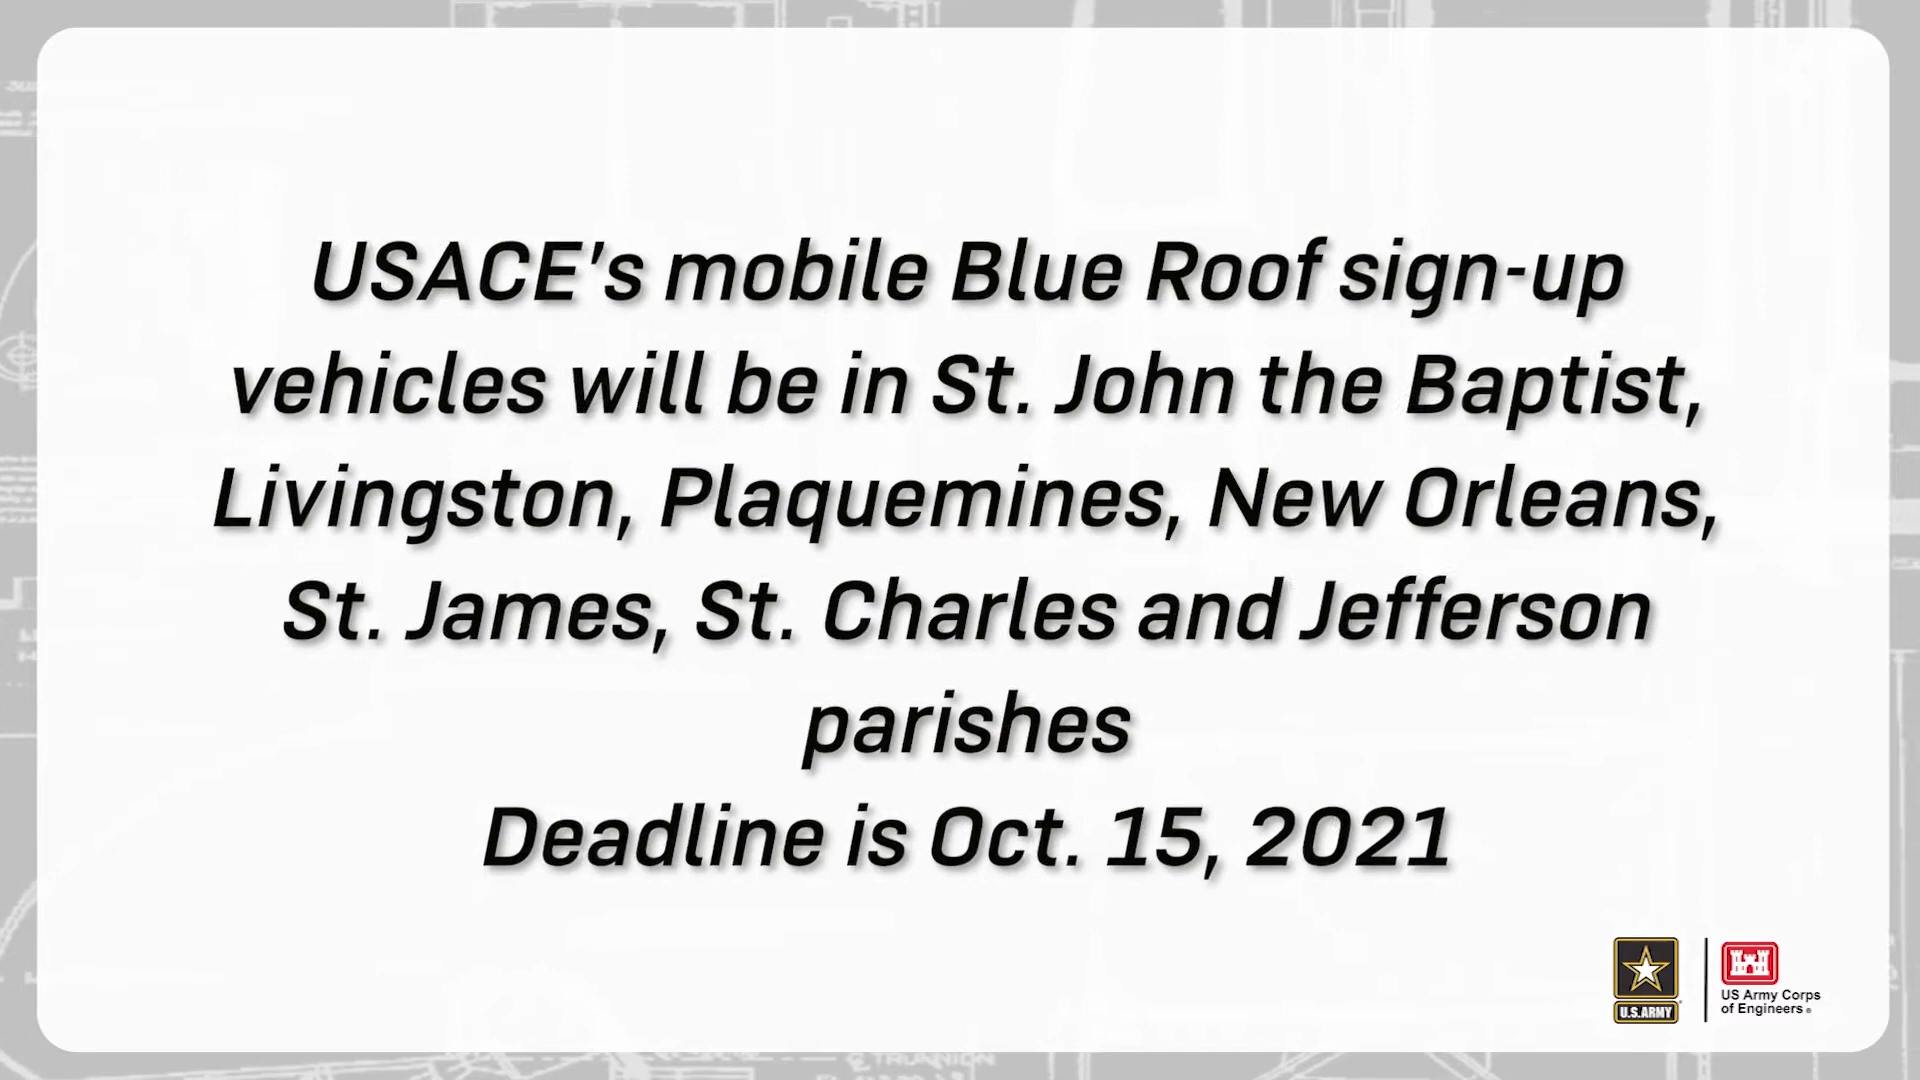 USACE's mobile Blue Roof sign-up
vehicles will be in St. John the Baptist,
Livingston, Plaquemines, New Orleans,
St. James, St. Charles and Jefferson
parishes
Deadline is Oct. 15, 2021
U.S.ARMY
US Army Corps
of Engineers®
TRUNNION